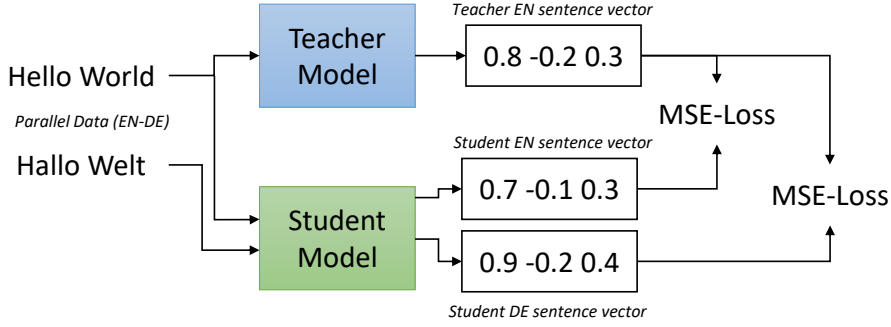 Teacher EN sentence vector
Teacher
Model
0.8 -0.2 0.3
Hello World
Parallel Data (EN-DE)
Hallo Welt
MSE-Loss
Student EN sentence vector
0.7 -0.1 0.3
MSE-Loss
Student
Model
0.9 -0.2 0.4
Student DE sentence vector